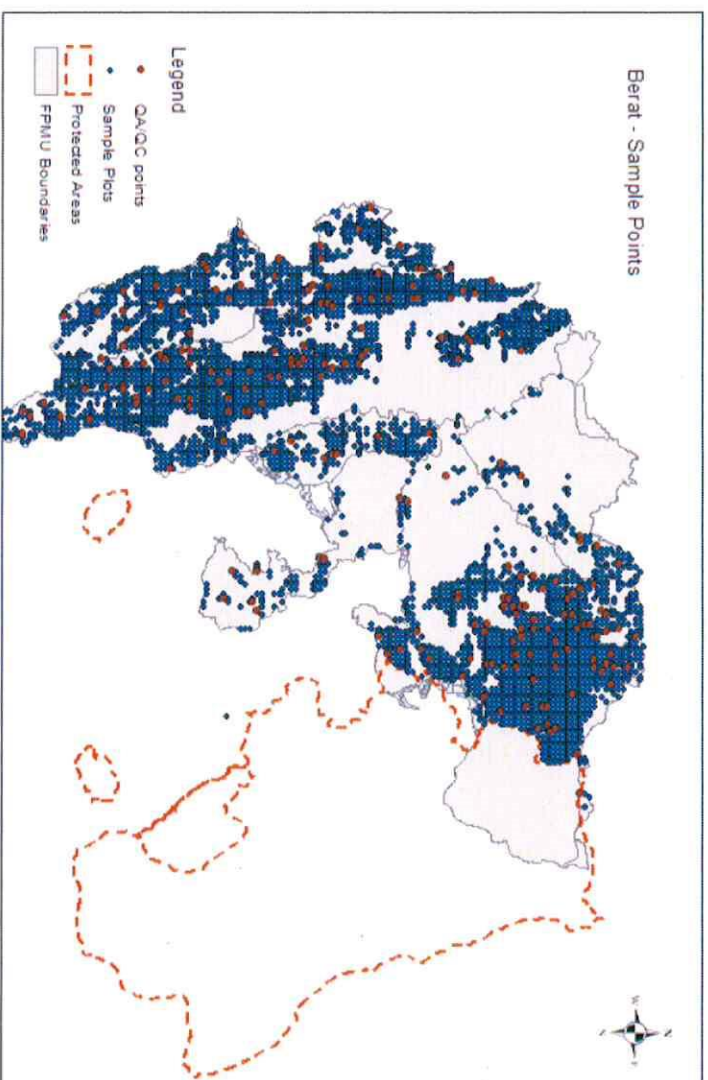 Berat - Sample Points
Legend
QA/QC points
Sample Plots
Protected Areas
FPMU Boundaries